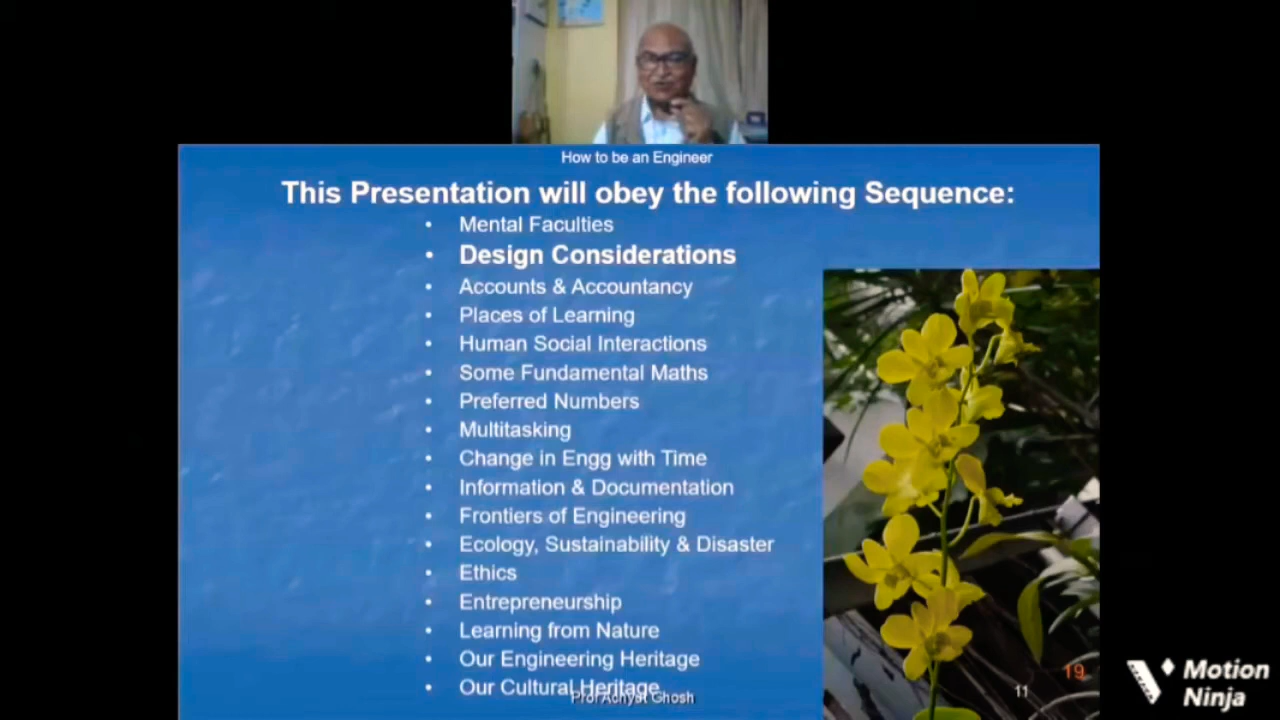 How to be an Engineer
This Presentation will obey the following Sequence:
• Mental Faculties
• Design Considerations
• Accounts & Accountancy
• Places of Learning
• Human Social Interactions
• Some Fundamental Maths
• Preferred Numbers
• Multitasking
• Change in Engg with Time
• Information & Documentation
• Frontiers of Engineering
• Ecology, Sustainability & Disaster
• Ethics
• Entrepreneurship
• Learning from Nature
• Our Engineering Heritage
• Our Cultural Heritage
Prof Achyut Ghosh
11
19
Motion
Ninja